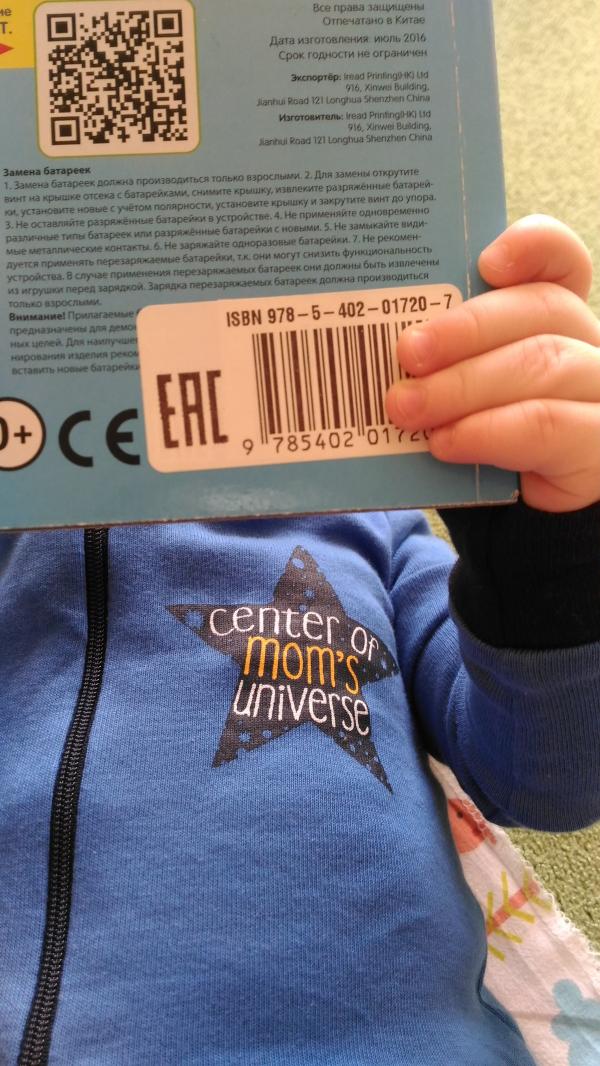 ие
Т.
Все права защищены
Отпечатано в Китае
Дата изготовления: июль 2016
Срок годности не ограничен
Экспортёр: Iread Printing(HK) Ltd
916, Xinwei Building,
Jianhui Road 121 Longhua Shenzhen China
Изготовитель: Iread Printing(HK) Ltd
916, Xinwei Building,
Jianhui Road 121 Longhua Shenzhen China
Замена батареек
1. Замена батареек должна производиться только взрослыми. 2. Для замены открутите
винт на крышке отсека с батарейками, снимите крышку, извлеките разряжённые батарей-
ки, установите новые с учётом полярности, установите крышку и закрутите винт до упора.
3. Не оставляйте разряжённые батарейки в устройстве. 4. Не применяйте одновременно
различные типы батареек или разряжённые батарейки с новыми. 5. Не замыкайте види-
мые металлические контакты. 6. Не заряжайте одноразовые батарейки. 7. Не рекомен-
дуется применять перезаряжаемые батарейки, т.к. они могут снизить функциональность
устройства. В случае применения перезаряжаемых батареек они должны быть извлечены
из игрушки перед зарядкой. Зарядка перезаряжаемых батареек должна производиться
только взрослыми.
Внимание! Прилагаемые
предназначены для демон
ных целей. Для наилучше
нирования изделия реком
вставить новые батарейки
ISBN 978-5-402-01720-7
EAC
9 785402 01720
0+ CE
center of
mom's
universe